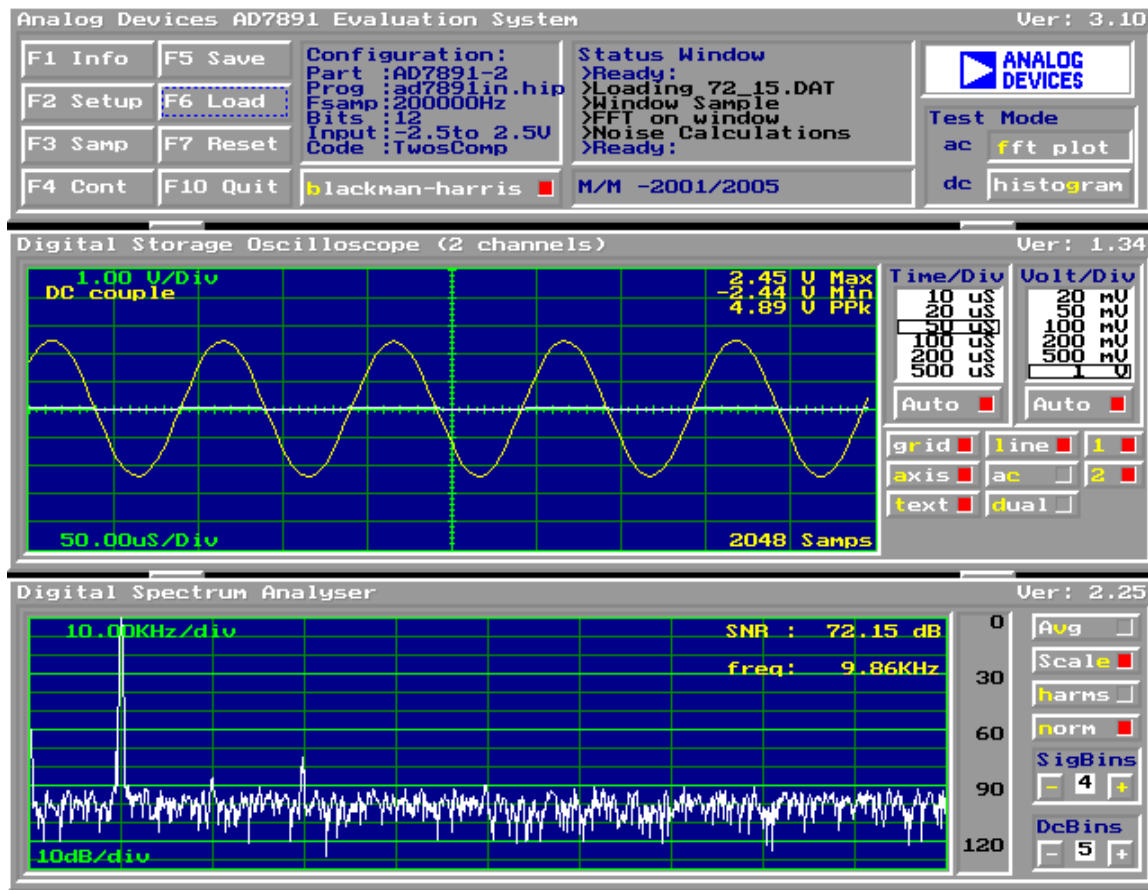 Analog Devices AD7891 Evaluation System
Ver: 3.10
F1 Info
F5 Save
F2 Setup
F6 Load
F3 Samp
F7 Reset
F4 Cont
F10 Quit
Configuration:
Part :AD7891-2
Prog :ad7891in.hip
Fsamp:200000Hz
Bits :12
Input:-2.5to 2.5V
Code :TwosComp
blackman-harris
Status Window
>Ready:
>Loading 72_15.DAT
>Window Sample
>FFT on window
>Noise Calculations
>Ready:
M/M -2001/2005
ANALOG
DEVICES
Test Mode
ac fft plot
dc histogram
Digital Storage Oscilloscope (2 channels)
Ver: 1.34
1.00 V/Div
DC couple
2.45 V Max
-2.44 V Min
4.89 V PPk
50.00uS/Div
2048 Samps
Time/Div
10 uS
20 uS
50 uS
100 uS
200 uS
500 uS
Auto
Volt/Div
20 mV
50 mV
100 mV
200 mV
500 mV
1 V
Auto
grid
line
1
axis
ac
2
text
dual
Digital Spectrum Analyser
Ver: 2.25
10.00KHz/div
SNR : 72.15 dB
freq: 9.86KHz
10dB/div
0
30
60
90
120
Avg
Scale
harms
norm
SigBins
- 4 +
DcBins
- 5 +